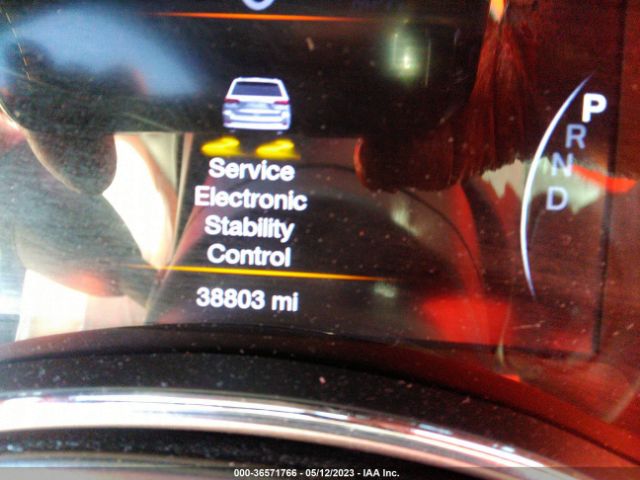 P
R
N
D
Service
Electronic
Stability
Control
38803 mi
000-36571766 - 05/12/2023 - IAA Inc.